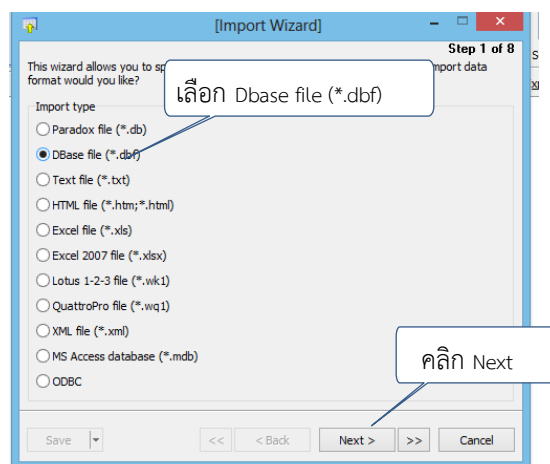 [Import Wizard]
Step 1 of 8
This wizard allows you to sp
mport data
format would you like?
เลือก Dbase file (*.dbf)
Import type
Paradox file (*.db)
DBase file (*.dbf)
Text file (*.txt)
HTML file (*.htm;*.html)
Excel file (*.xls)
Excel 2007 file (*.xlsx)
Lotus 1-2-3 file (*.wk1)
QuattroPro file (*.wq1)
XML file (*.xml)
MS Access database (*.mdb)
ODBC
คลิก Next
Save
<<
< Back
Next >
>>
Cancel